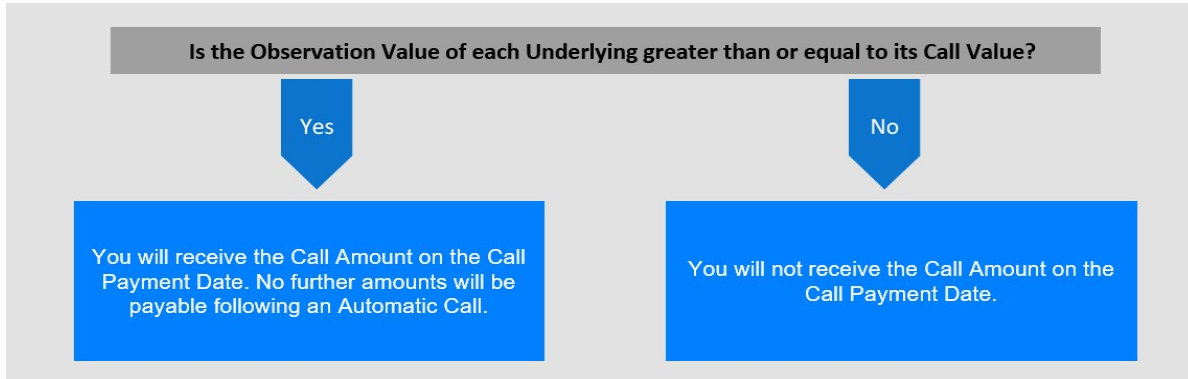 Is the Observation Value of each Underlying greater than or equal to its Call Value?
Yes
No
You will receive the Call Amount on the Call
Payment Date. No further amounts will be
payable following an Automatic Call.
You will not receive the Call Amount on the
Call Payment Date.